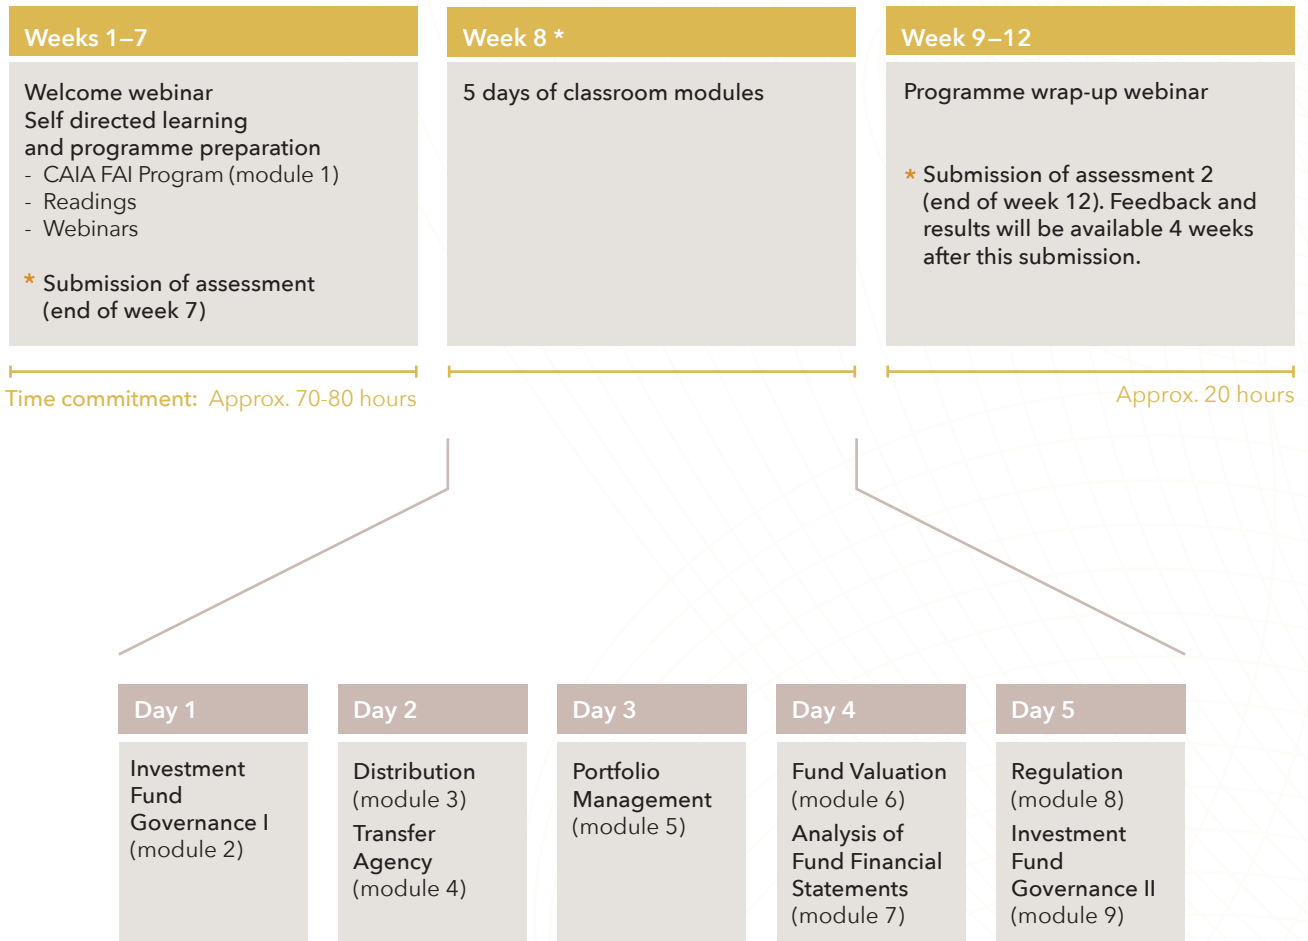 Weeks 1–7
Welcome webinar
Self directed learning
and programme preparation
- CAIA FAI Program (module 1)
- Readings
- Webinars
* Submission of assessment
(end of week 7)
Week 8 *
5 days of classroom modules
Week 9–12
Programme wrap-up webinar
* Submission of assessment 2
(end of week 12). Feedback and
results will be available 4 weeks
after this submission.
Time commitment: Approx. 70-80 hours
Approx. 20 hours
Day 1
Investment
Fund
Governance I
(module 2)
Day 2
Distribution
(module 3)
Transfer
Agency
(module 4)
Day 3
Portfolio
Management
(module 5)
Day 4
Fund Valuation
(module 6)
Analysis of
Fund Financial
Statements
(module 7)
Day 5
Regulation
(module 8)
Investment
Fund
Governance II
(module 9)